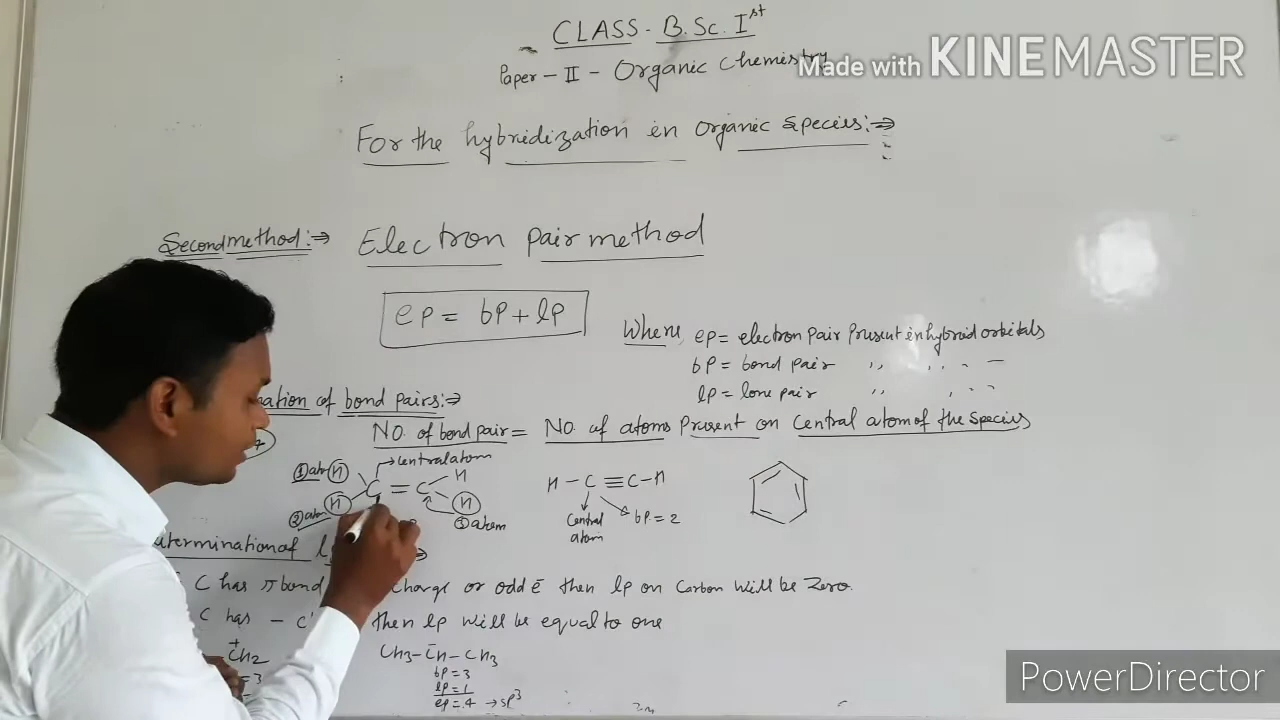 CLASS - B.Sc. Ist
Paper - II - Organic Chemistry
Made with KINEMASTER
For the hybridization in organic species:⇒
Second method:⇒ Electron pair method
ep = bp + lp
Where, ep = electron pair present in hybrid orbitals
bp = bond pair ,, ,, ,, -
lp = lone pair ,, ,, ,,
nation of bond pairs:→
No. of bond pair = No. of atoms present on central atom of the species
① atom H →central atom H
C = C
② atom H H ③ atom
H - C ≡ C - H
Central atom
bp = 2
termination of l
C has π bond charge or odd e̅ then lp on carbon will be zero.
C has - c then lp will be equal to one
+
CH2
= 3
CH3 - C̅H - CH3
bp = 3
lp = 1
ep = 4 → sp3
PowerDirector